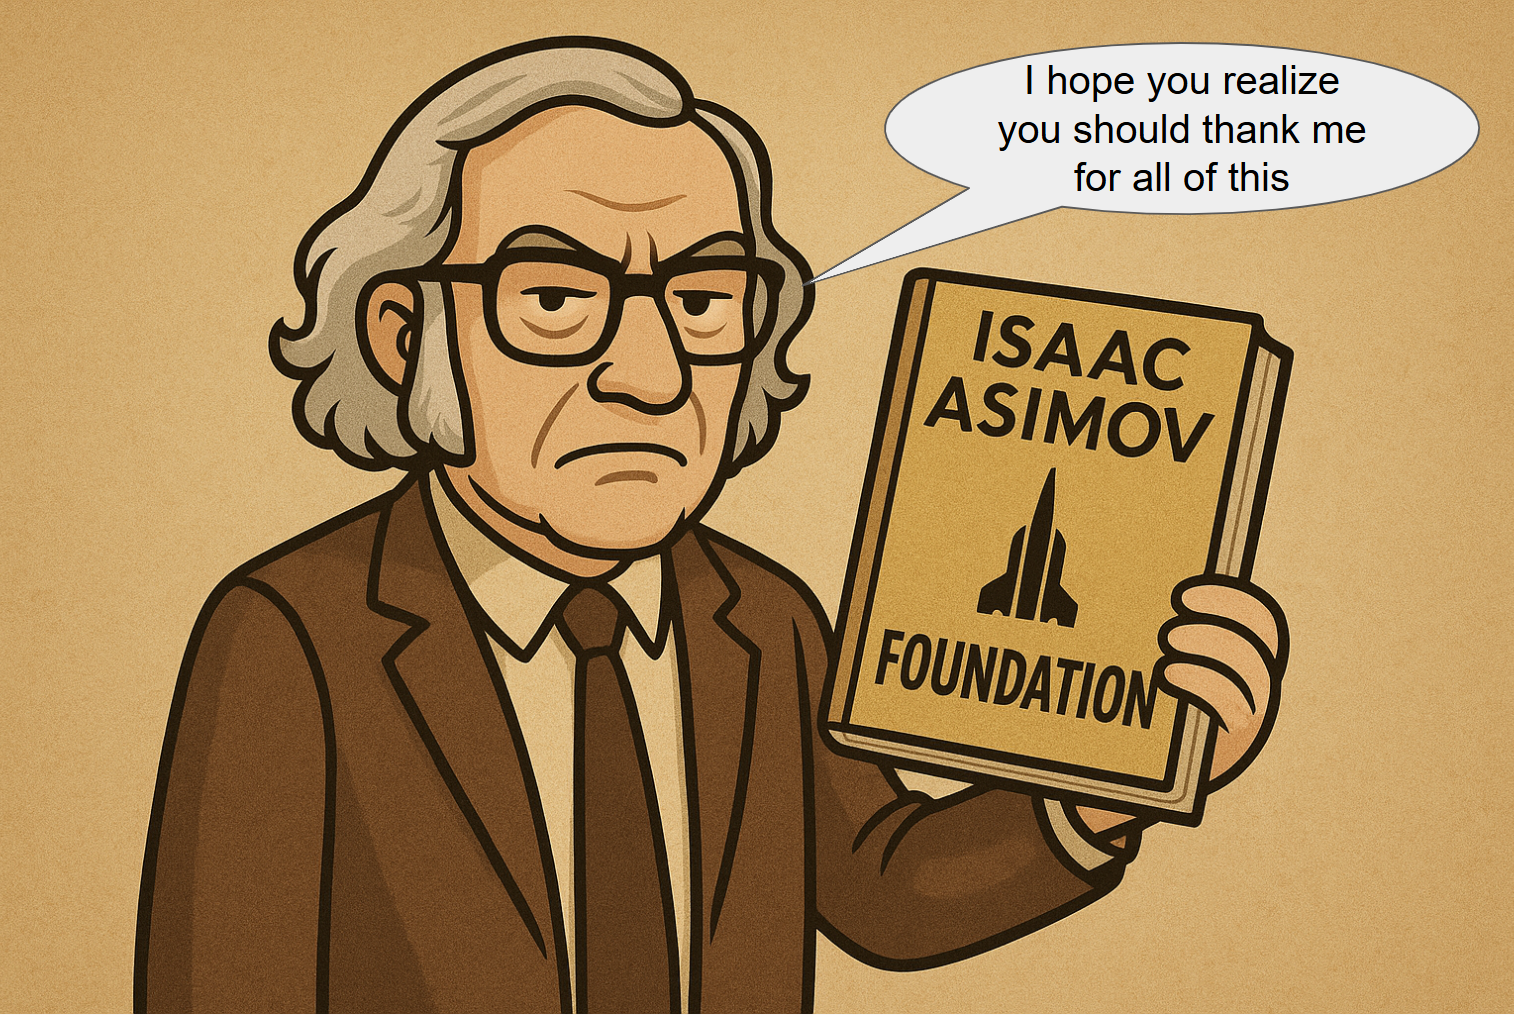 I hope you realize
you should thank me
for all of this
ISAAC
ASIMOV
FOUNDATION